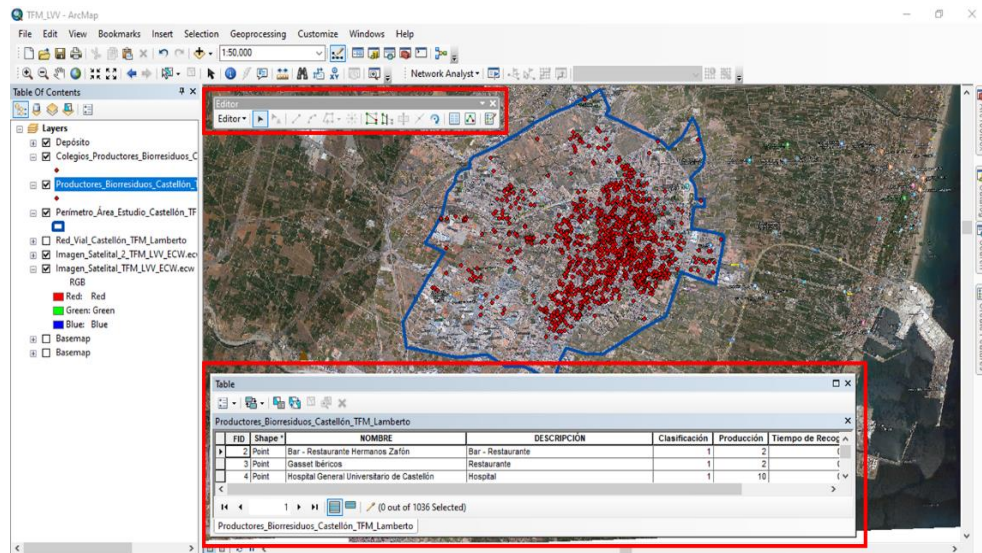 TFM_LVV - ArcMap
File Edit View Bookmarks Insert Selection Geoprocessing Customize Windows Help
1:50.000
Network Analyst
Table Of Contents
Editor
Editor
Layers
Depósito
Colegios_Productores_Biorresiduos_C
Productores_Biorresiduos_Castellón_T
Perímetro_Área_Estudio_Castellón_TF
Red_Vial_Castellón_TFM_Lamberto
Imagen_Satelital_2_TFM_LVV_ECW.ecw
Imagen_Satelital_TFM_LVV_ECW.ecw
RGB
Red: Red
Green: Green
Blue: Blue
Basemap
Basemap
Table
Productores_Biorresiduos_Castellón_TFM_Lamberto
FID Shape * NOMBRE DESCRIPCIÓN Clasificación Producción Tiempo de Recog
2 Point Bar - Restaurante Hermanos Zafón Bar - Restaurante 1 2 0
3 Point Gasset Ibéricos Restaurante 1 2 0
4 Point Hospital General Universitario de Castellón Hospital 1 10
1 (0 out of 1036 Selected)
Productores_Biorresiduos_Castellón_TFM_Lamberto